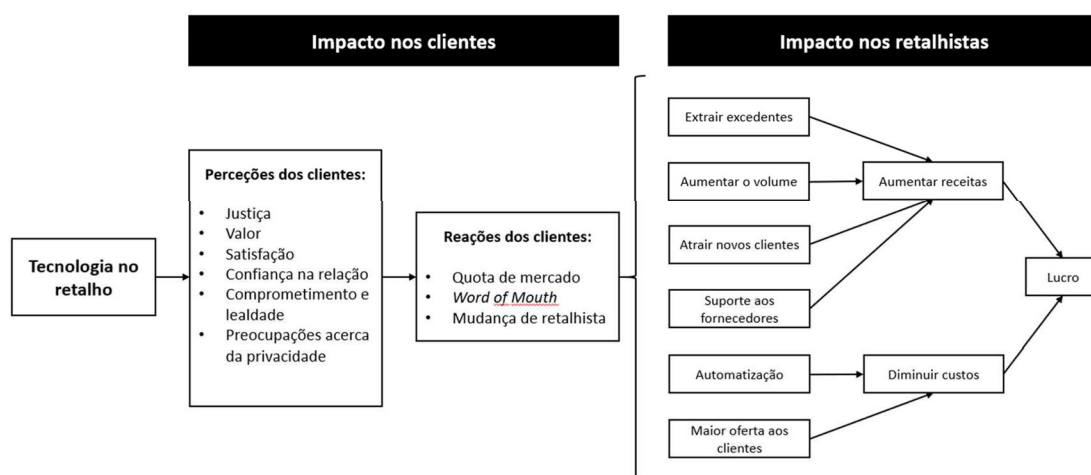 Impacto nos clientes
Impacto nos retalhistas
Tecnologia no
retalho
Perceções dos clientes:
• Justiça
• Valor
• Satisfação
• Confiança na relação
• Comprometimento e
lealdade
• Preocupações acerca
da privacidade
Reações dos clientes:
• Quota de mercado
• Word of Mouth
• Mudança de retalhista
Extrair excedentes
Aumentar o volume
Atrair novos clientes
Suporte aos
fornecedores
Automatização
Maior oferta aos
clientes
Aumentar receitas
Diminuir custos
Lucro